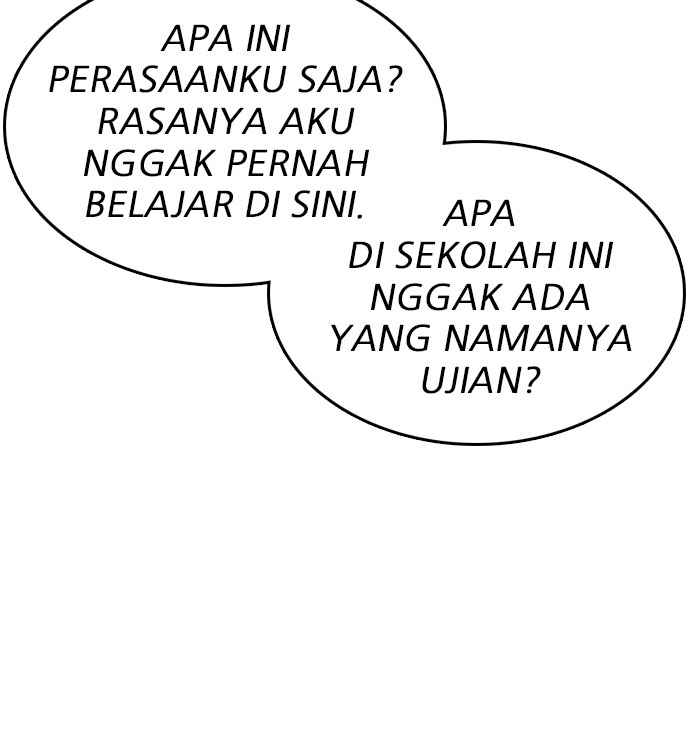 APA INI
PERASAANKU SAJA?
RASANYA AKU
NGGAK PERNAH
BELAJAR DI SINI.
APA
DI SEKOLAH INI
NGGAK ADA
YANG NAMANYA
UJIAN?